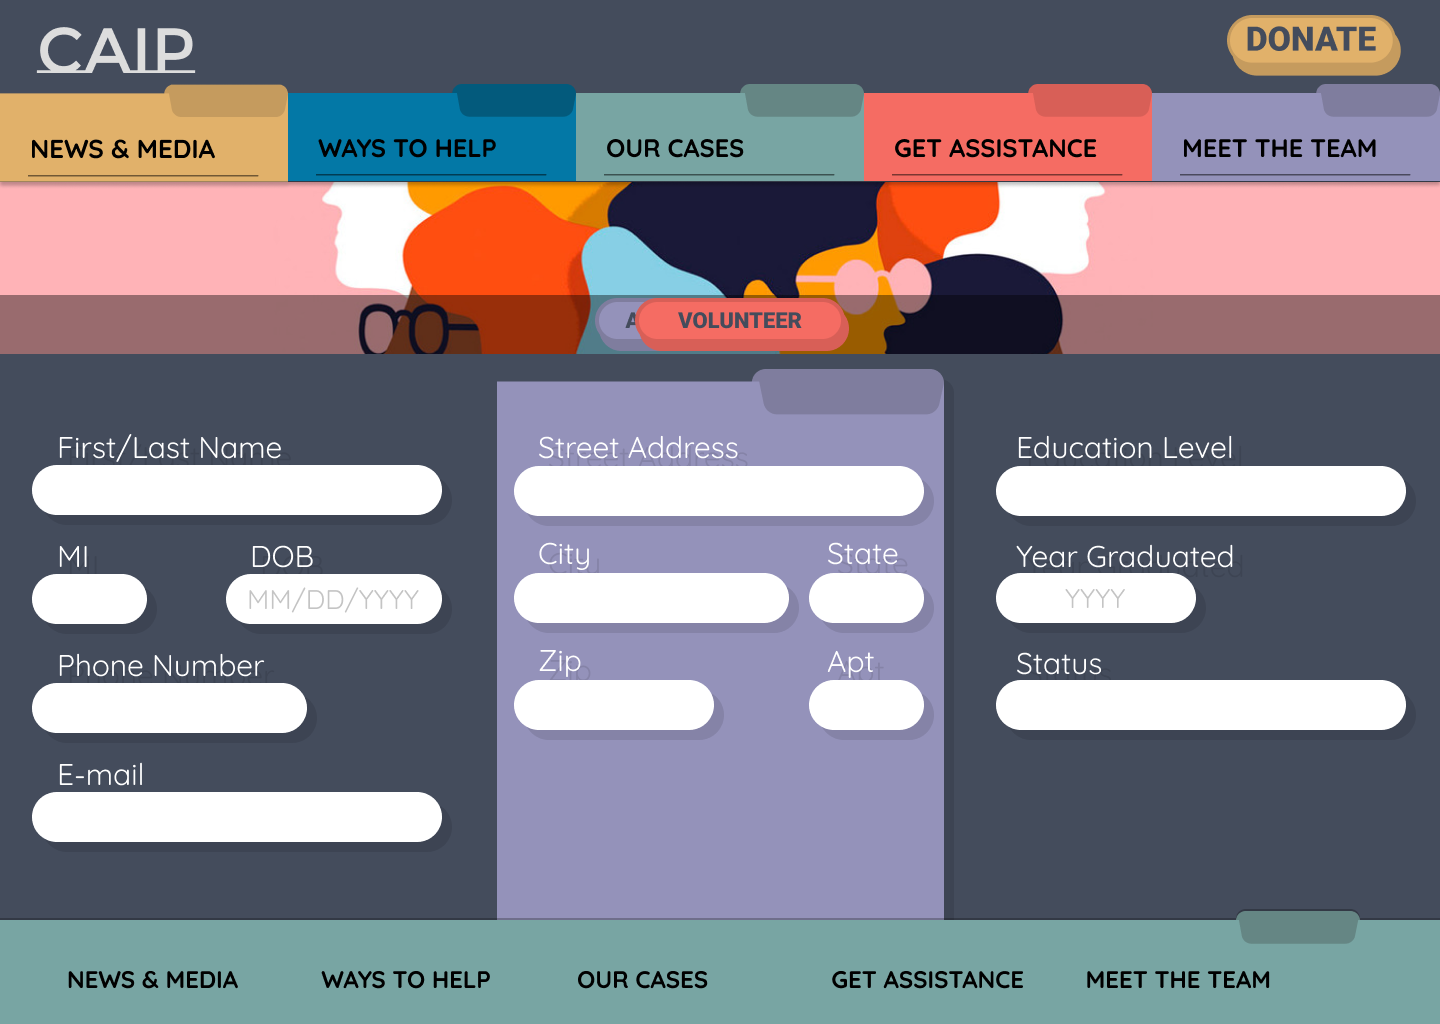 CAIP
DONATE
NEWS & MEDIA
WAYS TO HELP
OUR CASES
GET ASSISTANCE
MEET THE TEAM
VOLUNTEER
First/Last Name
Street Address
Education Level
MI
DOB
City
State
Year Graduated
MM/DD/YYYY
YYYY
Phone Number
Zip
Apt
Status
E-mail
NEWS & MEDIA
WAYS TO HELP
OUR CASES
GET ASSISTANCE
MEET THE TEAM